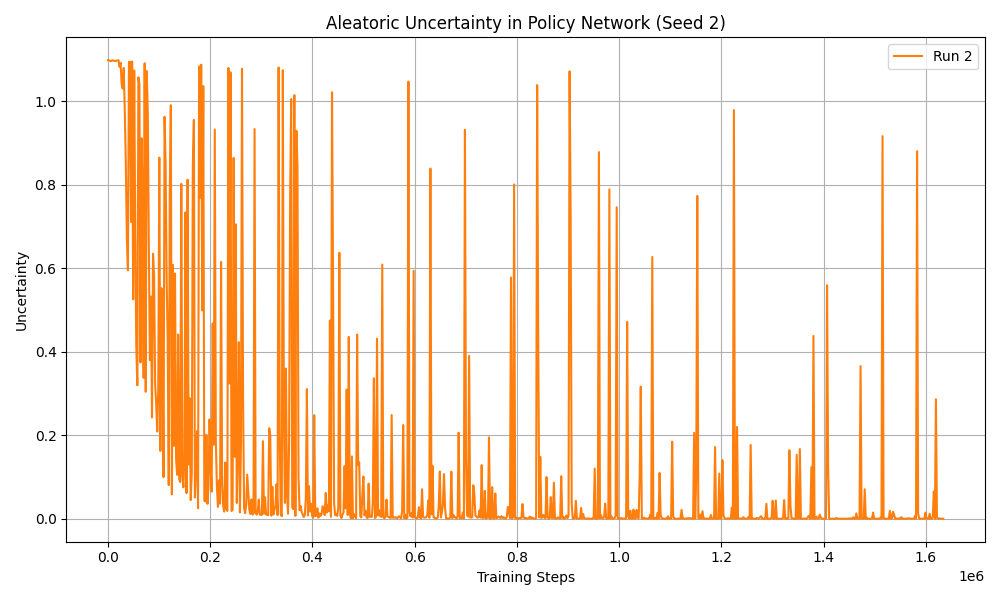 Aleatoric Uncertainty in Policy Network (Seed 2)
Run 2
Uncertainty
1.0
0.8
0.6
0.4
0.2
0.0
0.0 0.2 0.4 0.6 0.8 1.0 1.2 1.4 1.6
1e6
Training Steps